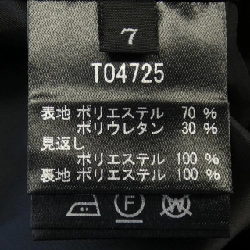 7
T04725
表地 ポリエステル 70 %
ポリウレタン 30 %
見返し
ポリエステル 100 %
裏地 ポリエステル 100 %
F W